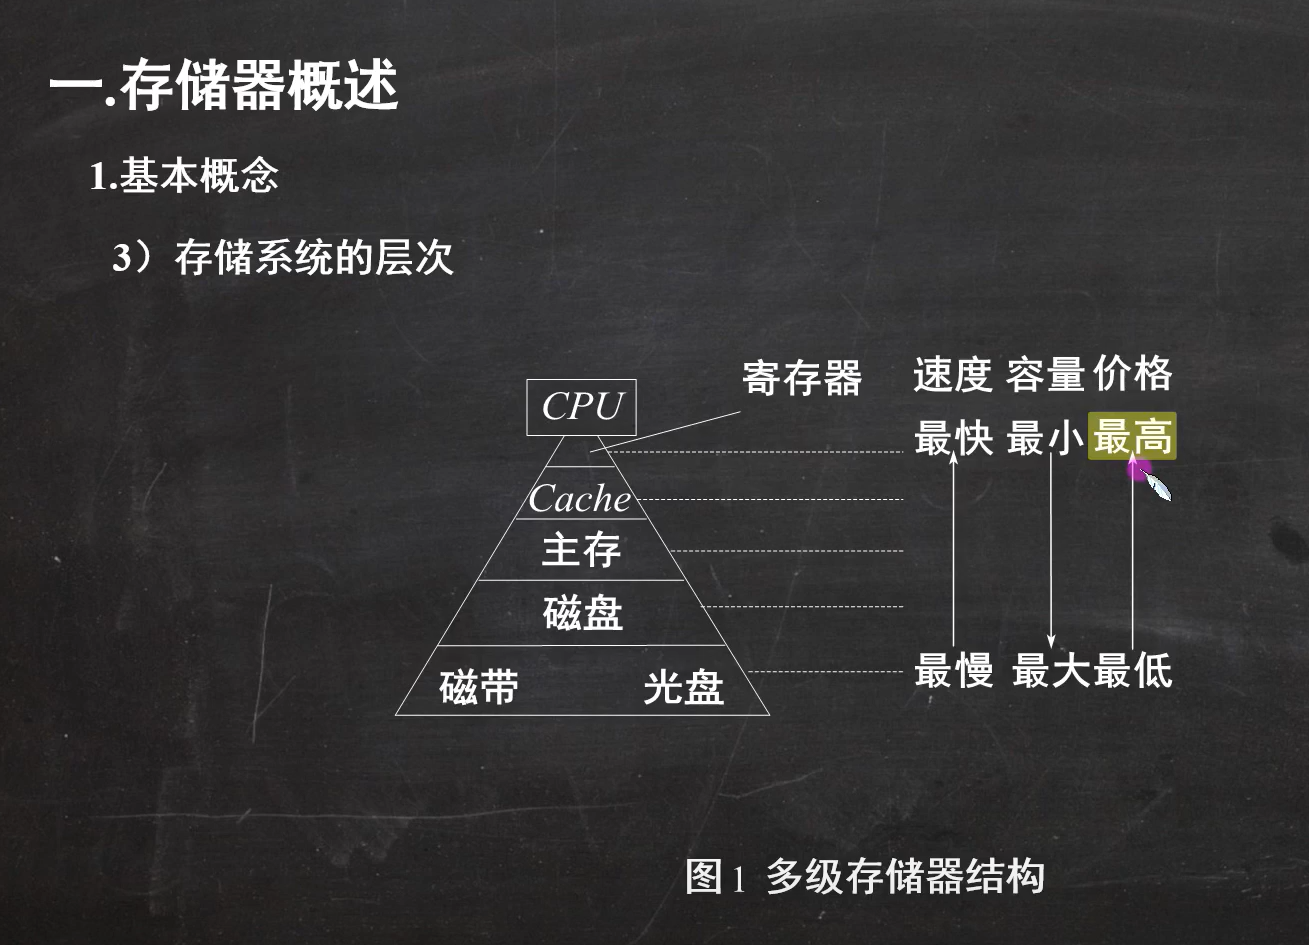 一.存储器概述
1.基本概念
3）存储系统的层次
寄存器
速度 容量 价格
CPU
最快 最小 最高
Cache
主存
磁盘
最慢 最大 最低
磁带 光盘
图1 多级存储器结构